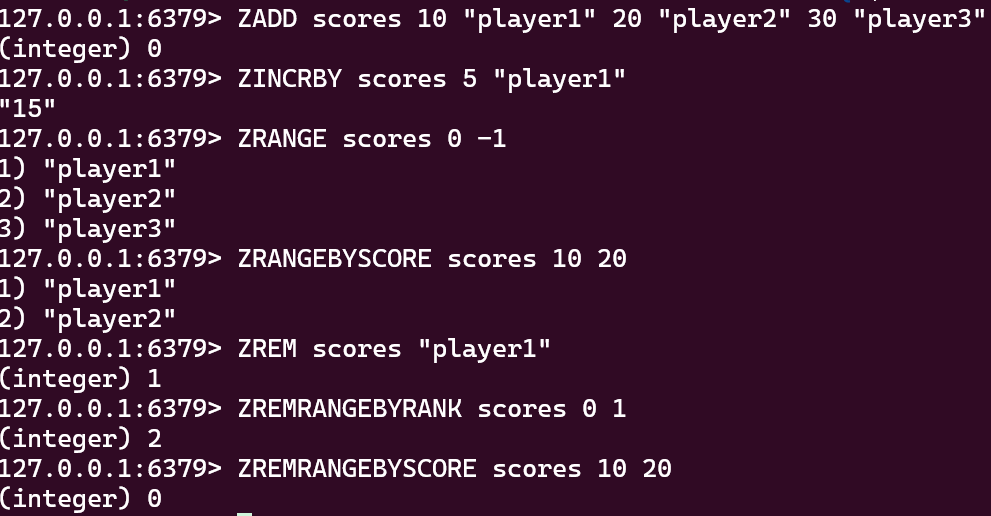 127.0.0.1:6379> ZADD scores 10 "player1" 20 "player2" 30 "player3"
(integer) 0
127.0.0.1:6379> ZINCRBY scores 5 "player1"
"15"
127.0.0.1:6379> ZRANGE scores 0 -1
1) "player1"
2) "player2"
3) "player3"
127.0.0.1:6379> ZRANGEBYSCORE scores 10 20
1) "player1"
2) "player2"
127.0.0.1:6379> ZREM scores "player1"
(integer) 1
127.0.0.1:6379> ZREMRANGEBYRANK scores 0 1
(integer) 2
127.0.0.1:6379> ZREMRANGEBYSCORE scores 10 20
(integer) 0